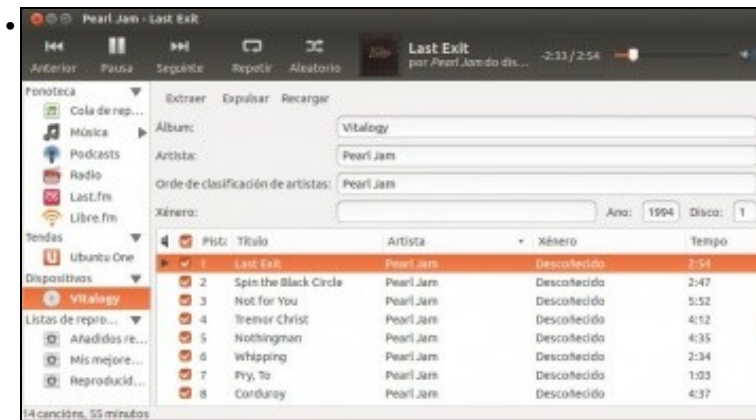 Pearl Jam - Last Exit
Anterior Pausa Seguinte Repetir Aleatorio
Last Exit
por Pearl Jam do dis...
-2:33 / 2:54
Fonoteca
Cola de rep...
Música
Podcasts
Radio
Last.fm
Libre.fm
Tendas
Ubuntu One
Dispositivos
Vitalogy
Listas de repro...
Añadidos re...
Mis mejore...
Reproducid...
Extraer Expulsar Recargar
Álbum: Vitalogy
Artista: Pearl Jam
Orde de clasificación de artistas: Pearl Jam
Xénero: Ano: 1994 Disco: 1
Pista Título Artista Xénero Tempo
1 Last Exit Pearl Jam Descoñecido 2:54
2 Spin the Black Circle Pearl Jam Descoñecido 2:47
3 Not for You Pearl Jam Descoñecido 5:52
4 Tremor Christ Pearl Jam Descoñecido 4:12
5 Nothingman Pearl Jam Descoñecido 4:35
6 Whipping Pearl Jam Descoñecido 2:34
7 Pry, To Pearl Jam Descoñecido 1:03
8 Corduroy Pearl Jam Descoñecido 4:37
14 cancións, 55 minutos